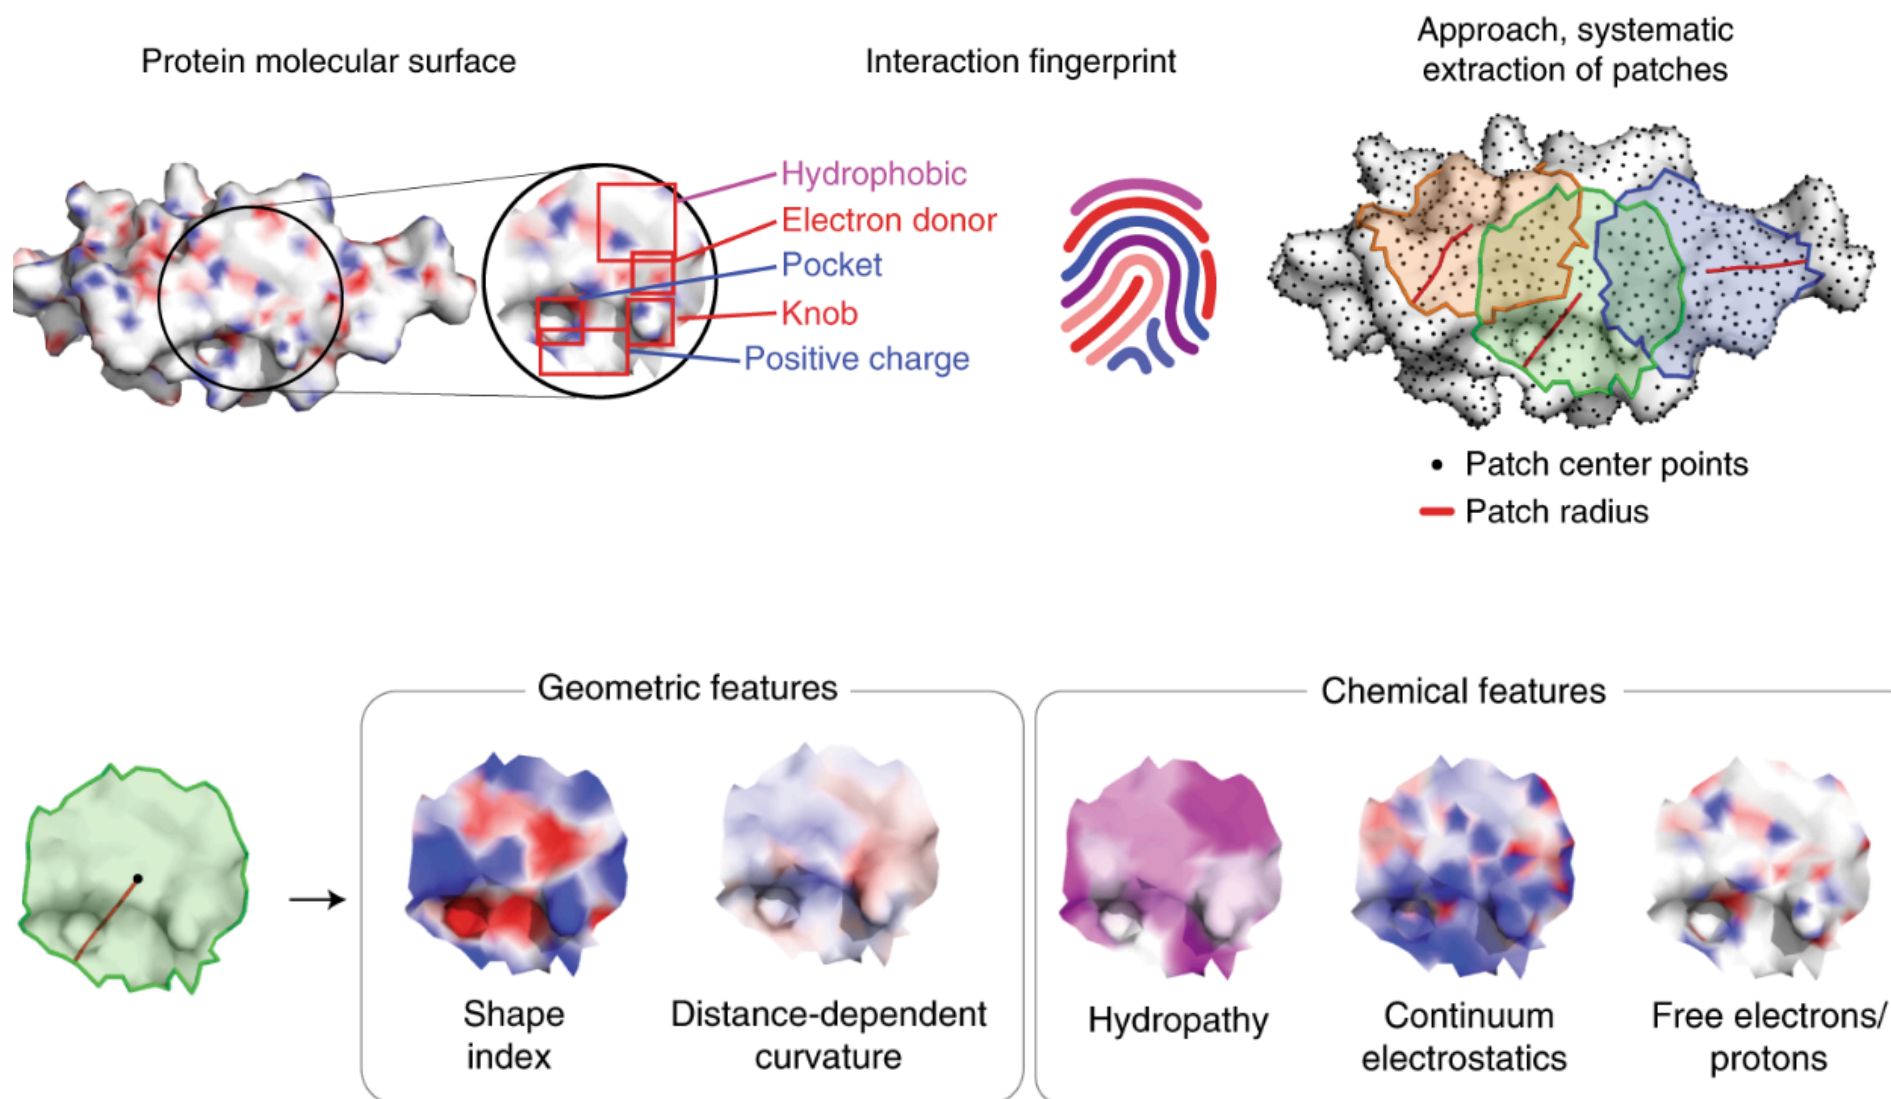 Protein molecular surface
Interaction fingerprint
Approach, systematic
extraction of patches
Hydrophobic
Electron donor
Pocket
Knob
Positive charge
Patch center points
Patch radius
Geometric features
Chemical features
Shape
index
Distance-dependent
curvature
Hydropathy
Continuum
electrostatics
Free electrons/
protons